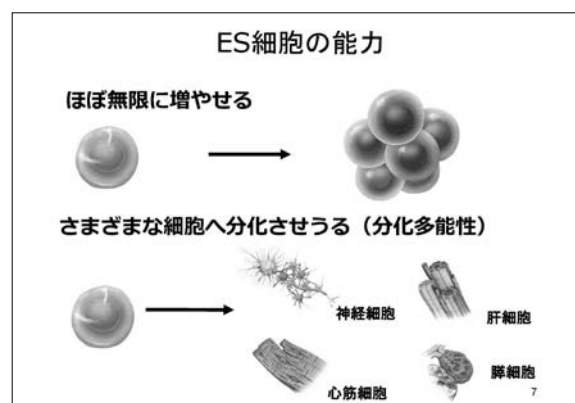 ES細胞の能力
ほぼ無限に増やせる
さまざまな細胞へ分化させうる（分化多能性）
神経細胞
肝細胞
心筋細胞
膵細胞
7